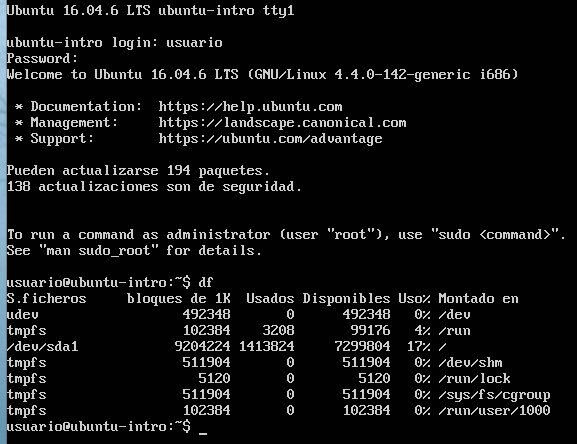 Ubuntu 16.04.6 LTS ubuntu-intro tty1
ubuntu-intro login: usuario
Password:
Welcome to Ubuntu 16.04.6 LTS (GNU/Linux 4.4.0-142-generic i686)
* Documentation:  https://help.ubuntu.com
* Management:     https://landscape.canonical.com
* Support:        https://ubuntu.com/advantage
Pueden actualizarse 194 paquetes.
138 actualizaciones son de seguridad.
To run a command as administrator (user "root"), use "sudo <command>".
See "man sudo_root" for details.
usuario@ubuntu-intro:~$ df
S.ficheros     bloques de 1K  Usados Disponibles Uso% Montado en
udev                  492348       0      492348   0% /dev
tmpfs                 102384    3208       99176   4% /run
/dev/sda1            9204224 1413824     7299804  17% /
tmpfs                 511904       0      511904   0% /dev/shm
tmpfs                   5120       0        5120   0% /run/lock
tmpfs                 511904       0      511904   0% /sys/fs/cgroup
tmpfs                 102384       0      102384   0% /run/user/1000
usuario@ubuntu-intro:~$ _